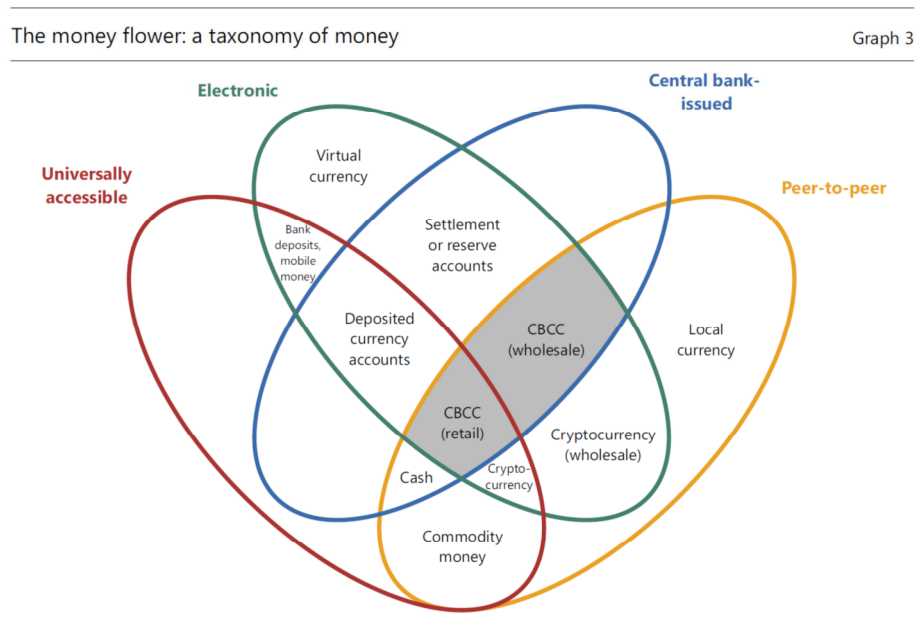 The money flower: a taxonomy of money
Graph 3
Electronic
Central bank-
issued
Universally
accessible
Peer-to-peer
Virtual
currency
Bank
deposits,
mobile
money
Settlement
or reserve
accounts
Deposited
currency
accounts
CBCC
(wholesale)
Local
currency
CBCC
(retail)
Cryptocurrency
(wholesale)
Cash
Crypto-
currency
Commodity
money